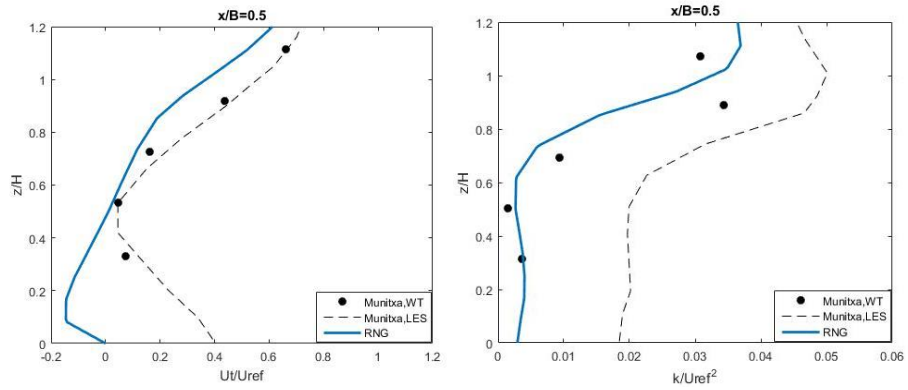 x/B=0.5
1.2
1
0.8
0.6
0.4
0.2
0
z/H
-0.2 0 0.2 0.4 0.6 0.8 1 1.2
Ut/Uref
Munitxa,WT
Munitxa,LES
RNG
x/B=0.5
1.2
1
0.8
0.6
0.4
0.2
0
z/H
0 0.01 0.02 0.03 0.04 0.05 0.06
k/Uref²
Munitxa,WT
Munitxa,LES
RNG